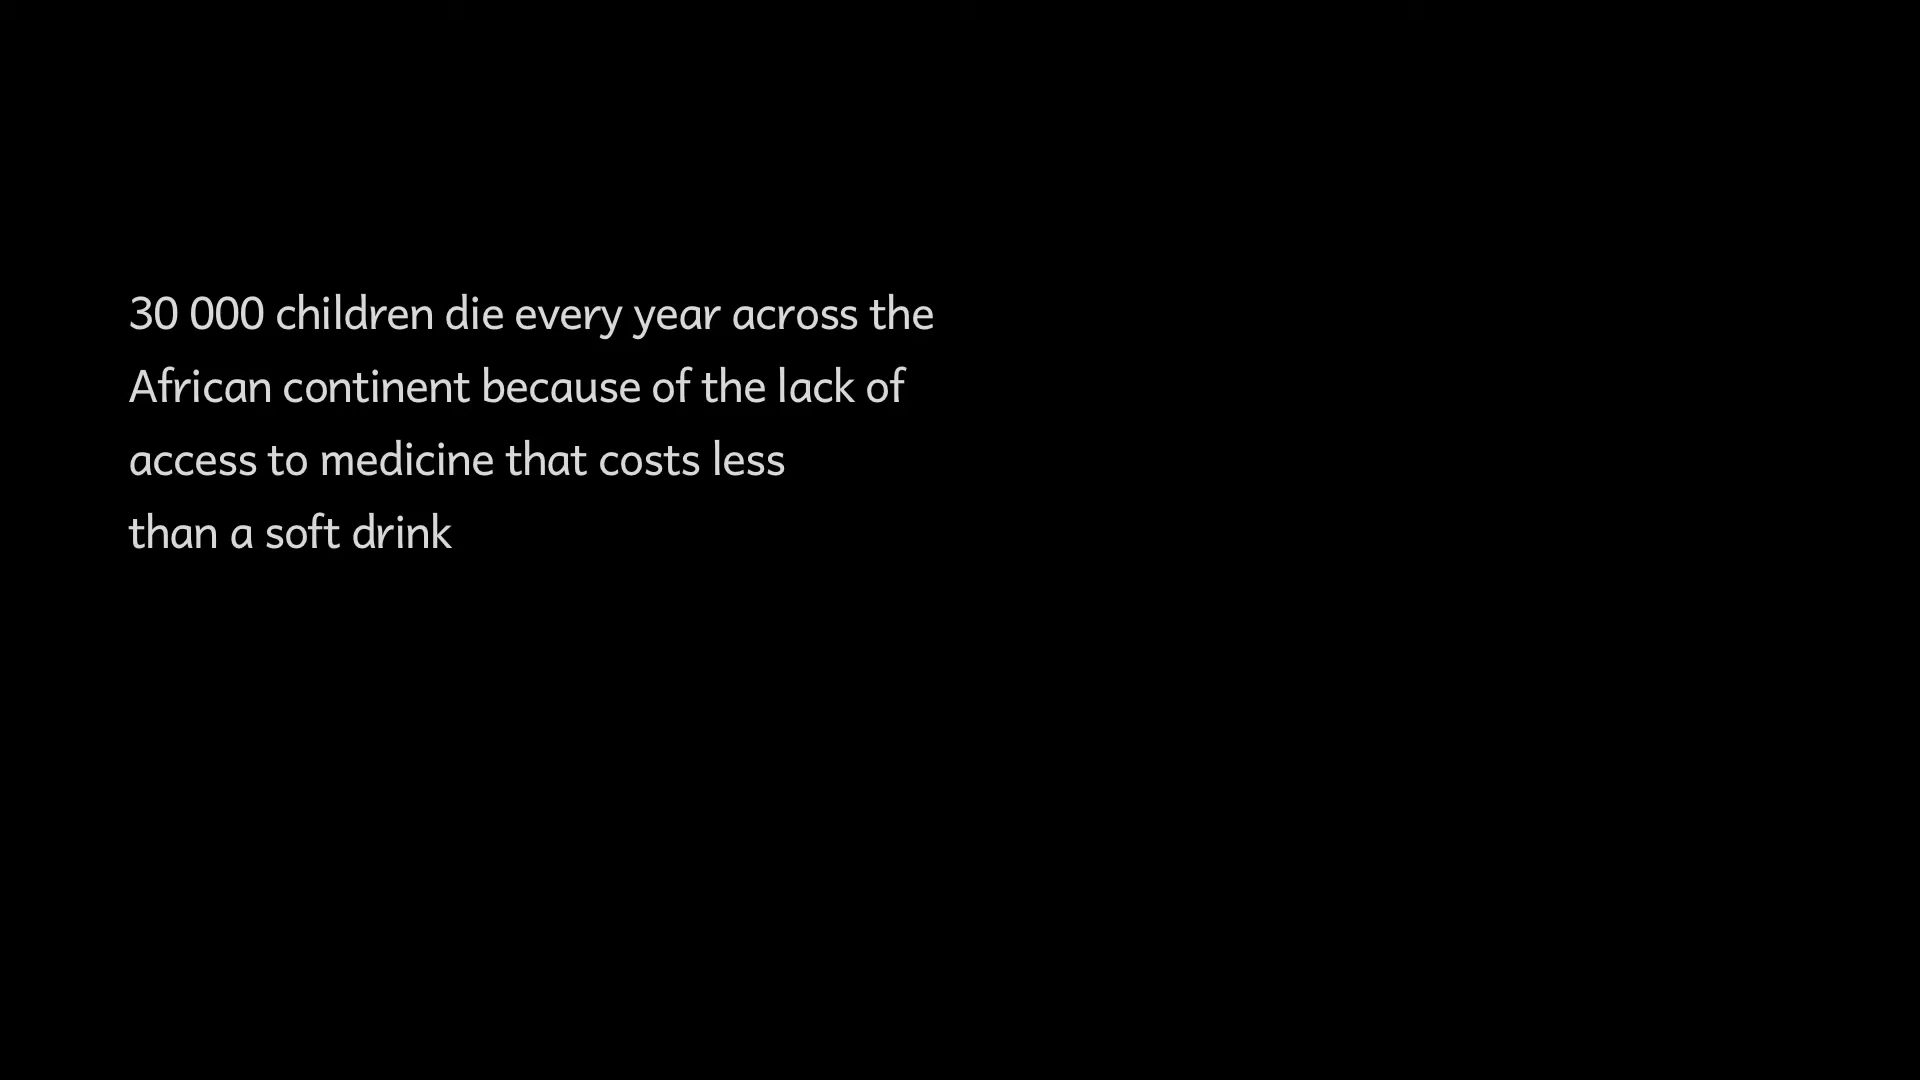 30 000 children die every year across the
African continent because of the lack of
access to medicine that costs less
than a soft drink